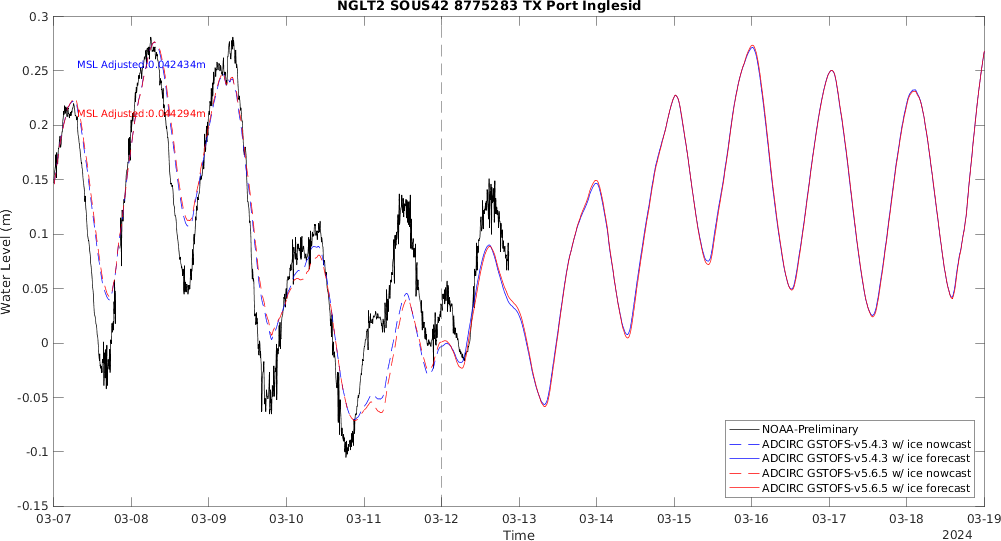 NGLT2 SOUS42 8775283 TX Port Inglesid
0.3
0.25
0.2
0.15
0.1
0.05
0
-0.05
-0.1
-0.15
Water Level (m)
MSL Adjusted:0.042434m
MSL Adjusted:0.044294m
NOAA-Preliminary
ADCIRC GSTOFS-v5.4.3 w/ ice nowcast
ADCIRC GSTOFS-v5.4.3 w/ ice forecast
ADCIRC GSTOFS-v5.6.5 w/ ice nowcast
ADCIRC GSTOFS-v5.6.5 w/ ice forecast
03-07 03-08 03-09 03-10 03-11 03-12 03-13 03-14 03-15 03-16 03-17 03-18 03-19
Time
2024